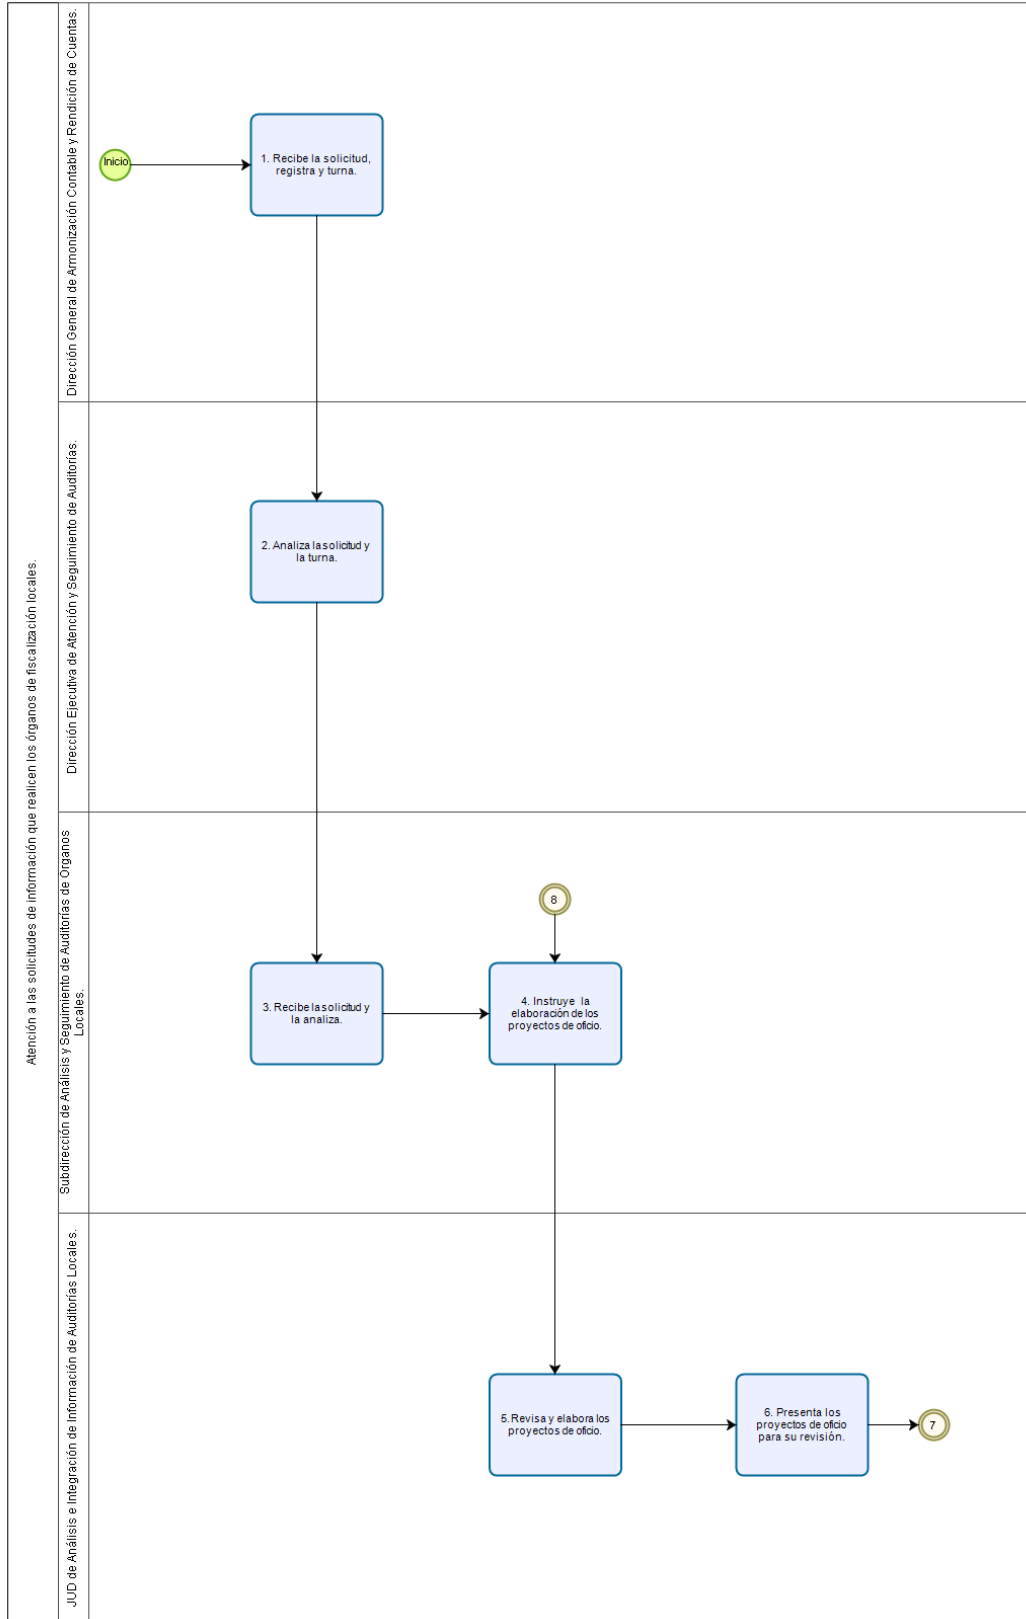 Atención a las solicitudes de información que realicen los órganos de fiscalización locales.
Dirección General de Armonización Contable y Rendición de Cuentas.
Inicio
1. Recibe la solicitud,
registra y turna.
Dirección Ejecutiva de Atención y Seguimiento de Auditorías.
2. Analiza la solicitud y
la turna.
Subdirección de Análisis y Seguimiento de Auditorías de Organos
Locales.
8
3. Recibe la solicitud y
la analiza.
4. Instruye la
elaboración de los
proyectos de oficio.
JUD de Análisis e Integración de Información de Auditorías Locales.
5. Revisa y elabora los
proyectos de oficio.
6. Presenta los
proyectos de oficio
para su revisión.
7